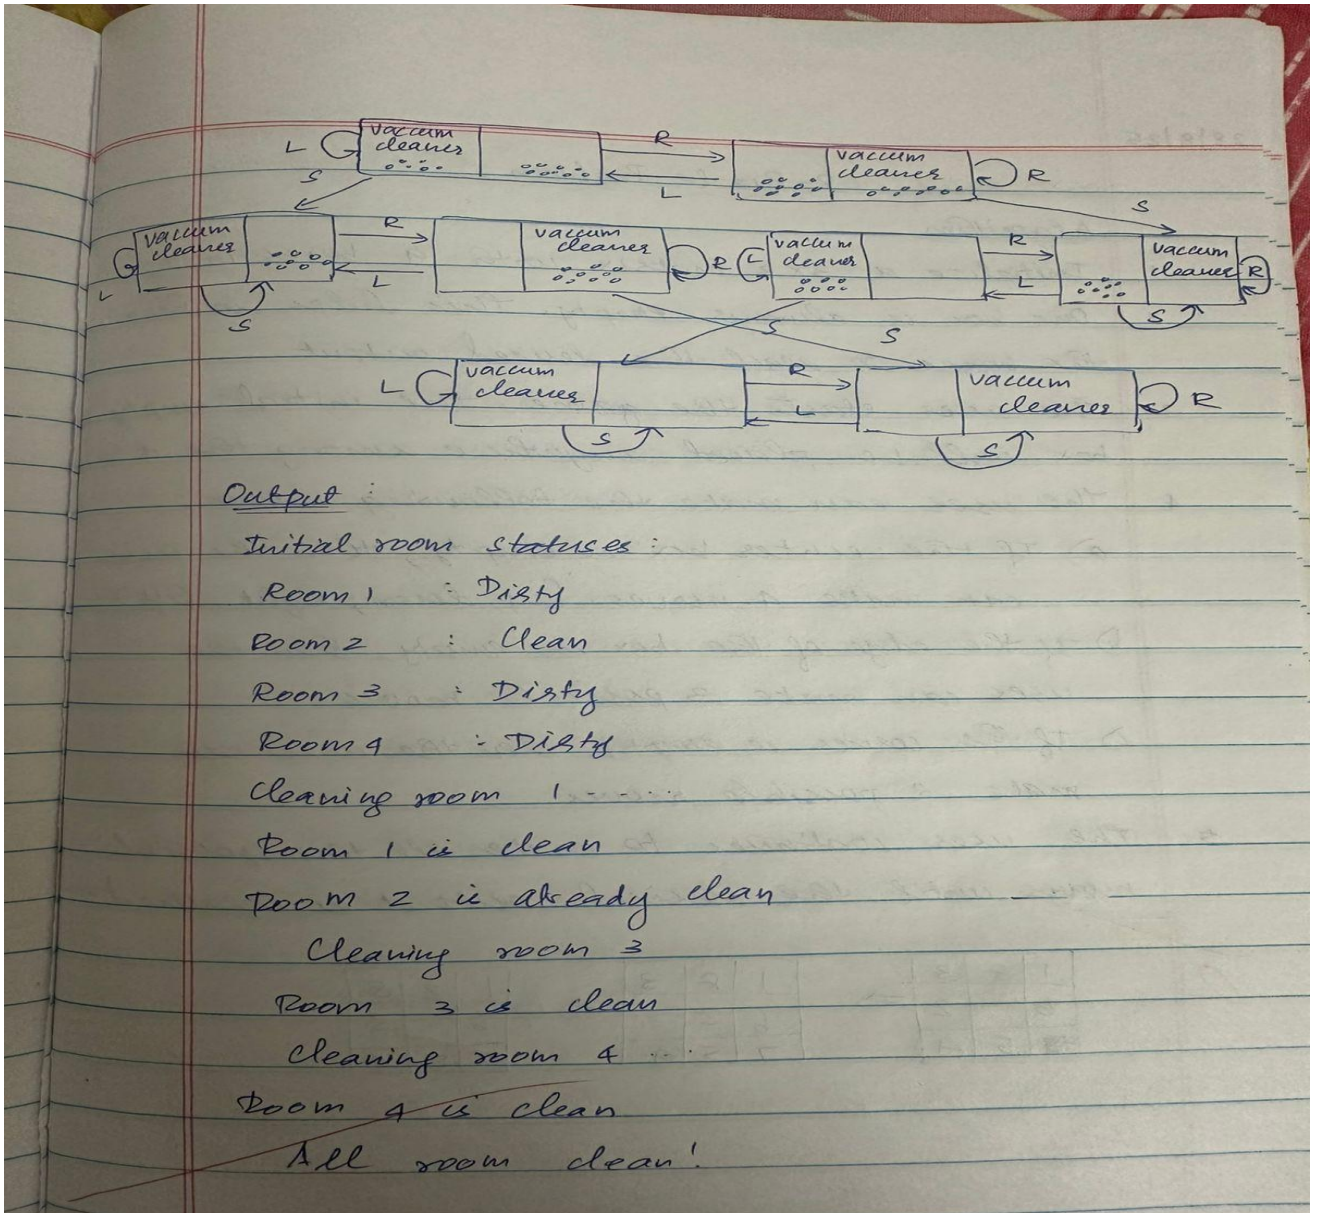 vaccum
cleaner
L
R
L
vaccum
cleaner
R
S
S
vaccum
cleaner
L
R
L
S
vaccum
cleaner
R
L
vaccum
cleaner
R
L
vaccum
cleaner
R
S
S
S
L
vaccum
cleaner
R
L
S
vaccum
cleaner
R
S
Output :
Initial room statuses :
Room 1 : Dirty
Room 2 : Clean
Room 3 : Dirty
Room 4 : Dirty
Cleaning room 1 ......
Room 1 is clean
Room 2 is already clean
Cleaning room 3
Room 3 is clean
Cleaning room 4 ...
Room 4 is clean
All room clean!